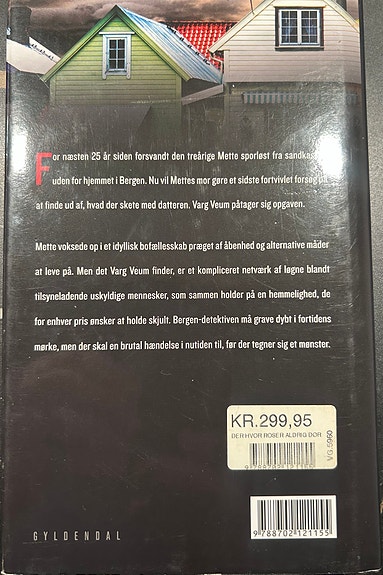 For næsten 25 år siden forsvandt den treårige Mette sporløst fra
uden for hjemmet i Bergen. Nu vil Mettes mor gøre et sidste fortvivlet forsøg på
at finde ud af, hvad der skete med datteren. Varg Veum påtager sig opgaven.
Mette voksede op i et idyllisk bofællesskab præget af åbenhed og alternative måder
at leve på. Men det Varg Veum finder, er et kompliceret netværk af løgne blandt
tilsyneladende uskyldige mennesker, som sammen holder på en hemmelighed, de
for enhver pris ønsker at holde skjult. Bergen-detektiven må grave dybt i fortidens
mørke, men der skal en brutal hændelse i nutiden til, før der tegner sig et mønster.
KR.299,95
DER HVOR ROSER ALDRIG DØR
9788702121155
VG.5960
GYLDENDAL
9 788702 121155